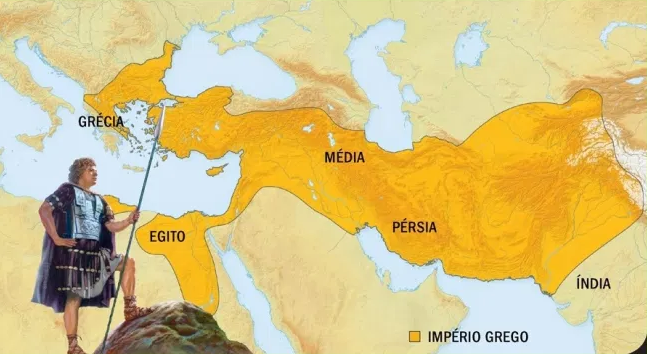 GRÉCIA
MÉDIA
EGITO
PÉRSIA
ÍNDIA
IMPÉRIO GREGO